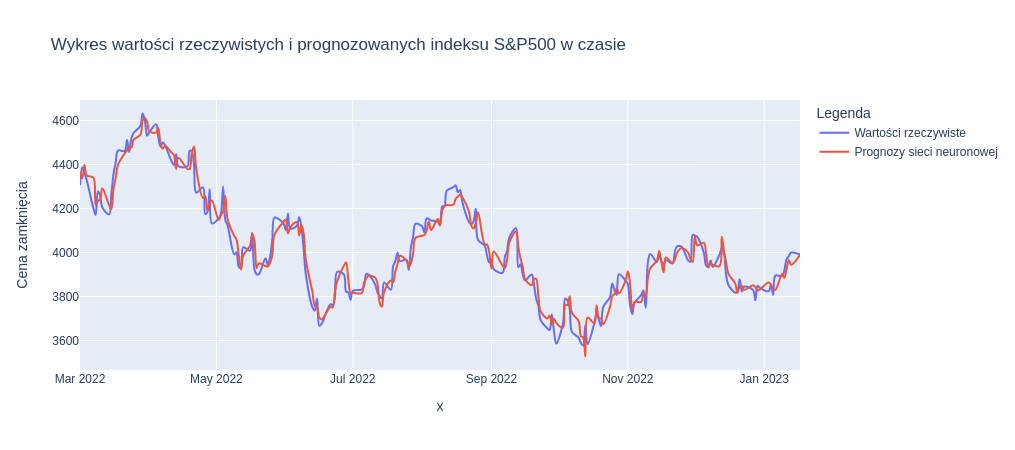 Wykres wartości rzeczywistych i prognozowanych indeksu S&P500 w czasie
Legenda
Wartości rzeczywiste
Prognozy sieci neuronowej
Cena zamknięcia
4600
4400
4200
4000
3800
3600
Mar 2022
May 2022
Jul 2022
Sep 2022
Nov 2022
Jan 2023
x